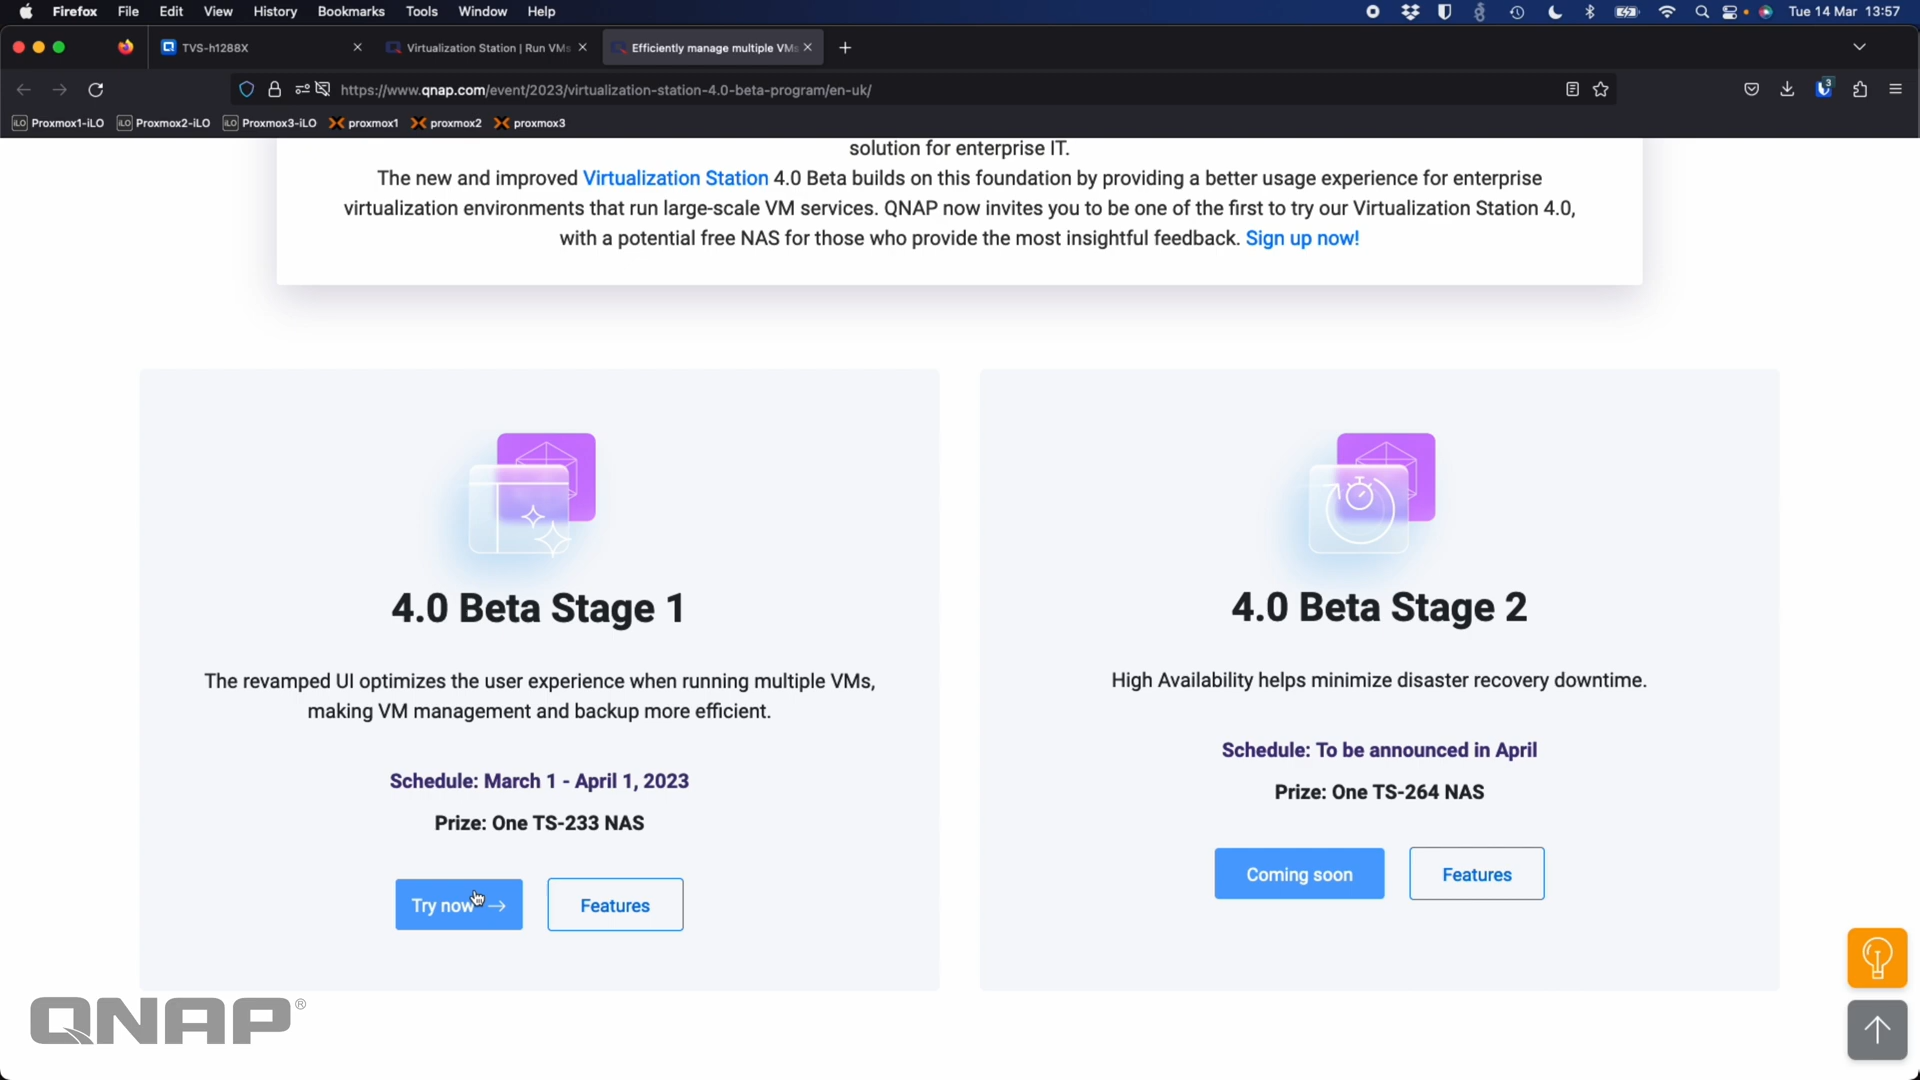 Firefox File Edit View History Bookmarks Tools Window Help Tue 14 Mar 13:57
TVS-h1288X Virtualization Station | Run VMs Efficiently manage multiple VMs
https://www.qnap.com/event/2023/virtualization-station-4.0-beta-program/en-uk/ 3
iLO Proxmox1-iLO iLO Proxmox2-iLO iLO Proxmox3-iLO proxmox1 proxmox2 proxmox3
solution for enterprise IT.
The new and improved Virtualization Station 4.0 Beta builds on this foundation by providing a better usage experience for enterprise
virtualization environments that run large-scale VM services. QNAP now invites you to be one of the first to try our Virtualization Station 4.0,
with a potential free NAS for those who provide the most insightful feedback. Sign up now!
4.0 Beta Stage 1
The revamped UI optimizes the user experience when running multiple VMs,
making VM management and backup more efficient.
Schedule: March 1 - April 1, 2023
Prize: One TS-233 NAS
Try now → Features
4.0 Beta Stage 2
High Availability helps minimize disaster recovery downtime.
Schedule: To be announced in April
Prize: One TS-264 NAS
Coming soon Features
QNAP®